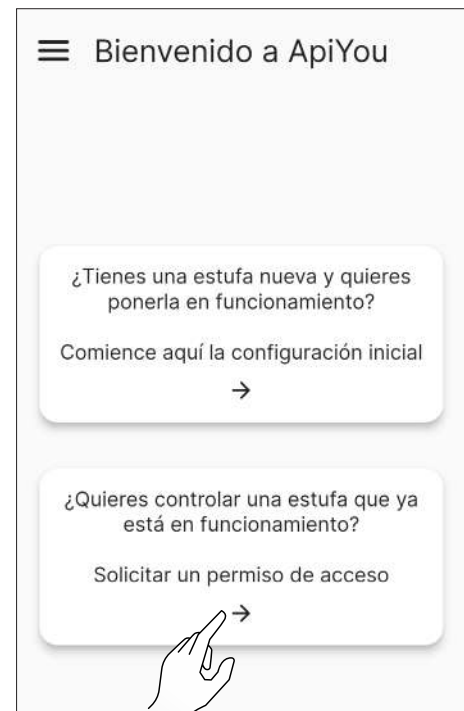 Bienvenido a ApiYou
¿Tienes una estufa nueva y quieres
ponerla en funcionamiento?
Comience aquí la configuración inicial
¿Quieres controlar una estufa que ya
está en funcionamiento?
Solicitar un permiso de acceso